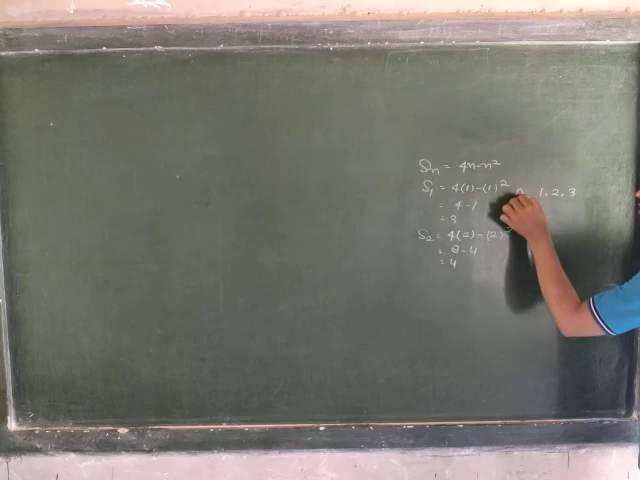 Sn = 4n-n²
S1 = 4(1)-(1)² 1, 2, 3
= 4-1
= 3
S2 = 4(2)-(2)²
= 8-4
= 4